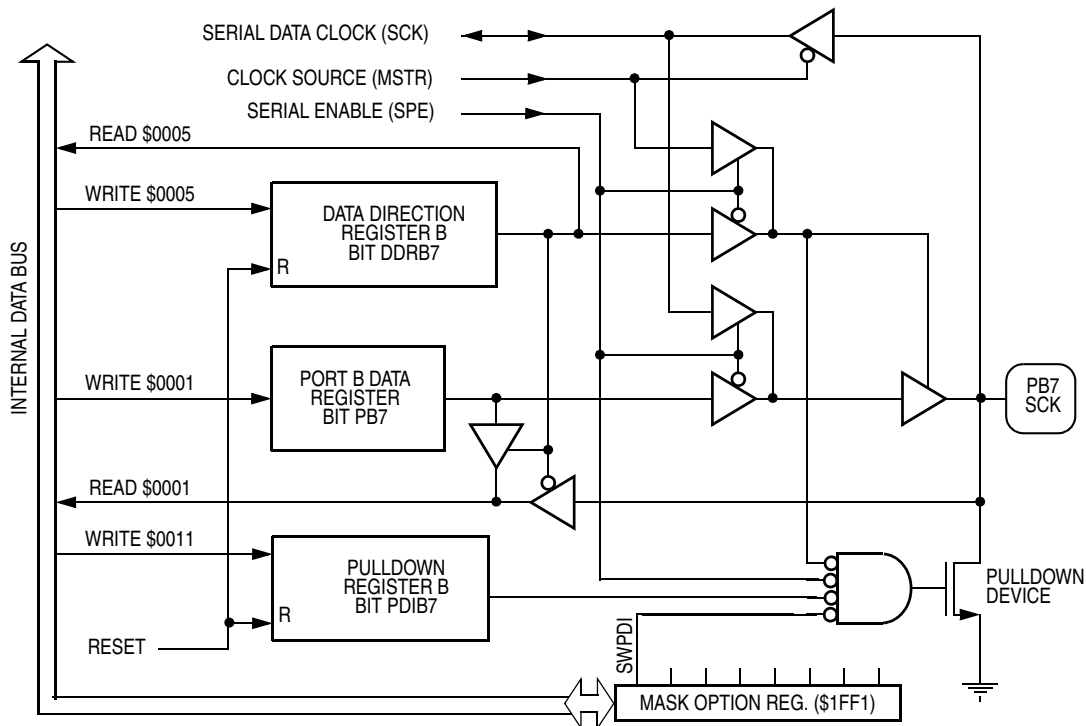 SERIAL DATA CLOCK (SCK)
CLOCK SOURCE (MSTR)
SERIAL ENABLE (SPE)
READ $0005
WRITE $0005
DATA DIRECTION
REGISTER B
BIT DDRB7
R
INTERNAL DATA BUS
WRITE $0001
PORT B DATA
REGISTER
BIT PB7
PB7
SCK
READ $0001
WRITE $0011
PULLDOWN
REGISTER B
BIT PDIB7
R
PULLDOWN
DEVICE
RESET
SWPDI
MASK OPTION REG. ($1FF1)